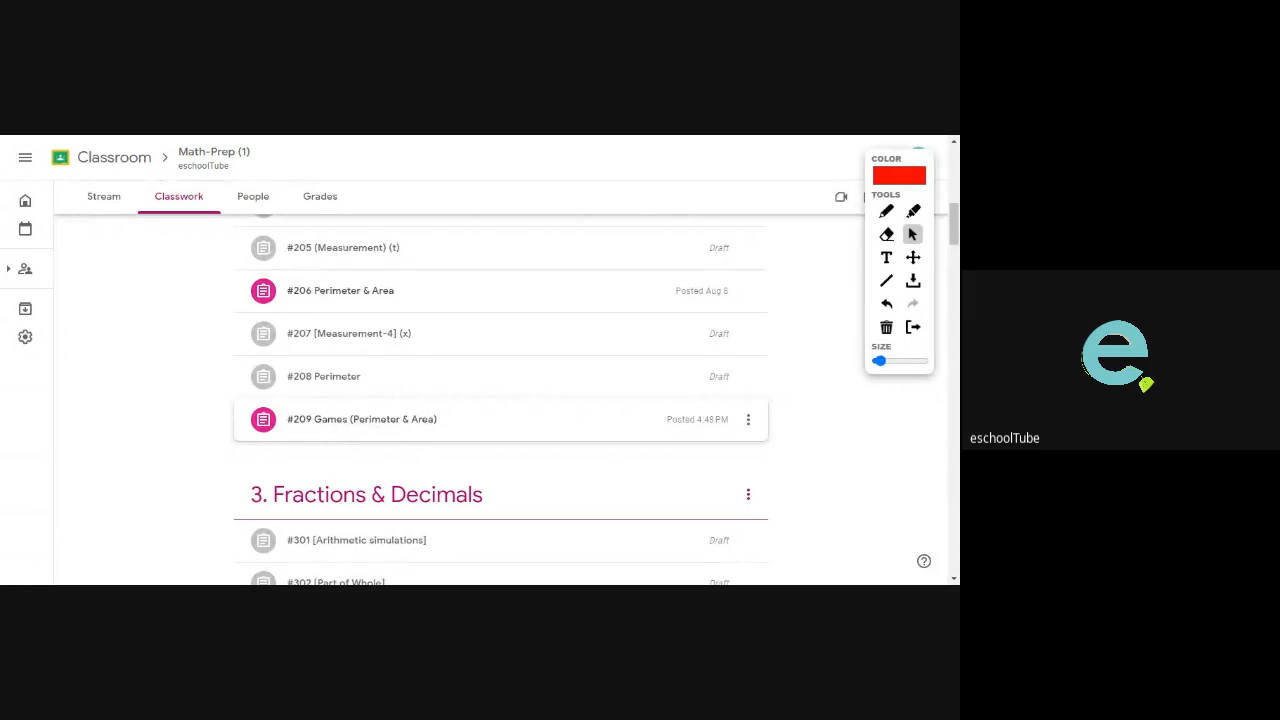 Classroom
Math-Prep (1)
eschoolTube
Stream
Classwork
People
Grades
#205 (Measurement) (t)
Draft
#206 Perimeter & Area
Posted Aug 8
#207 [Measurement-4] (x)
Draft
#208 Perimeter
Draft
#209 Games (Perimeter & Area)
Posted 4:48 PM
3. Fractions & Decimals
#301 [Arithmetic simulations]
Draft
#302 [Part of Whole]
Draft
COLOR
TOOLS
T
SIZE
e
eschoolTube